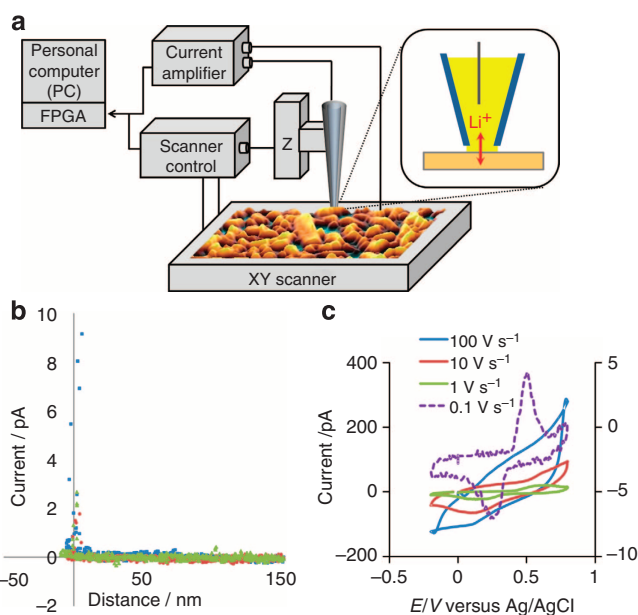 a
Personal
computer
(PC)
FPGA
Current
amplifier
Scanner
control
Z
Li⁺
XY scanner
b
Current / pA
10
8
6
4
2
0
−2
−50
50
150
Distance / nm
c
100 V s⁻¹
10 V s⁻¹
1 V s⁻¹
0.1 V s⁻¹
Current /pA
400
200
0
−200
5
0
−5
−10
−0.5
0
0.5
1
E/V versus Ag/AgCl